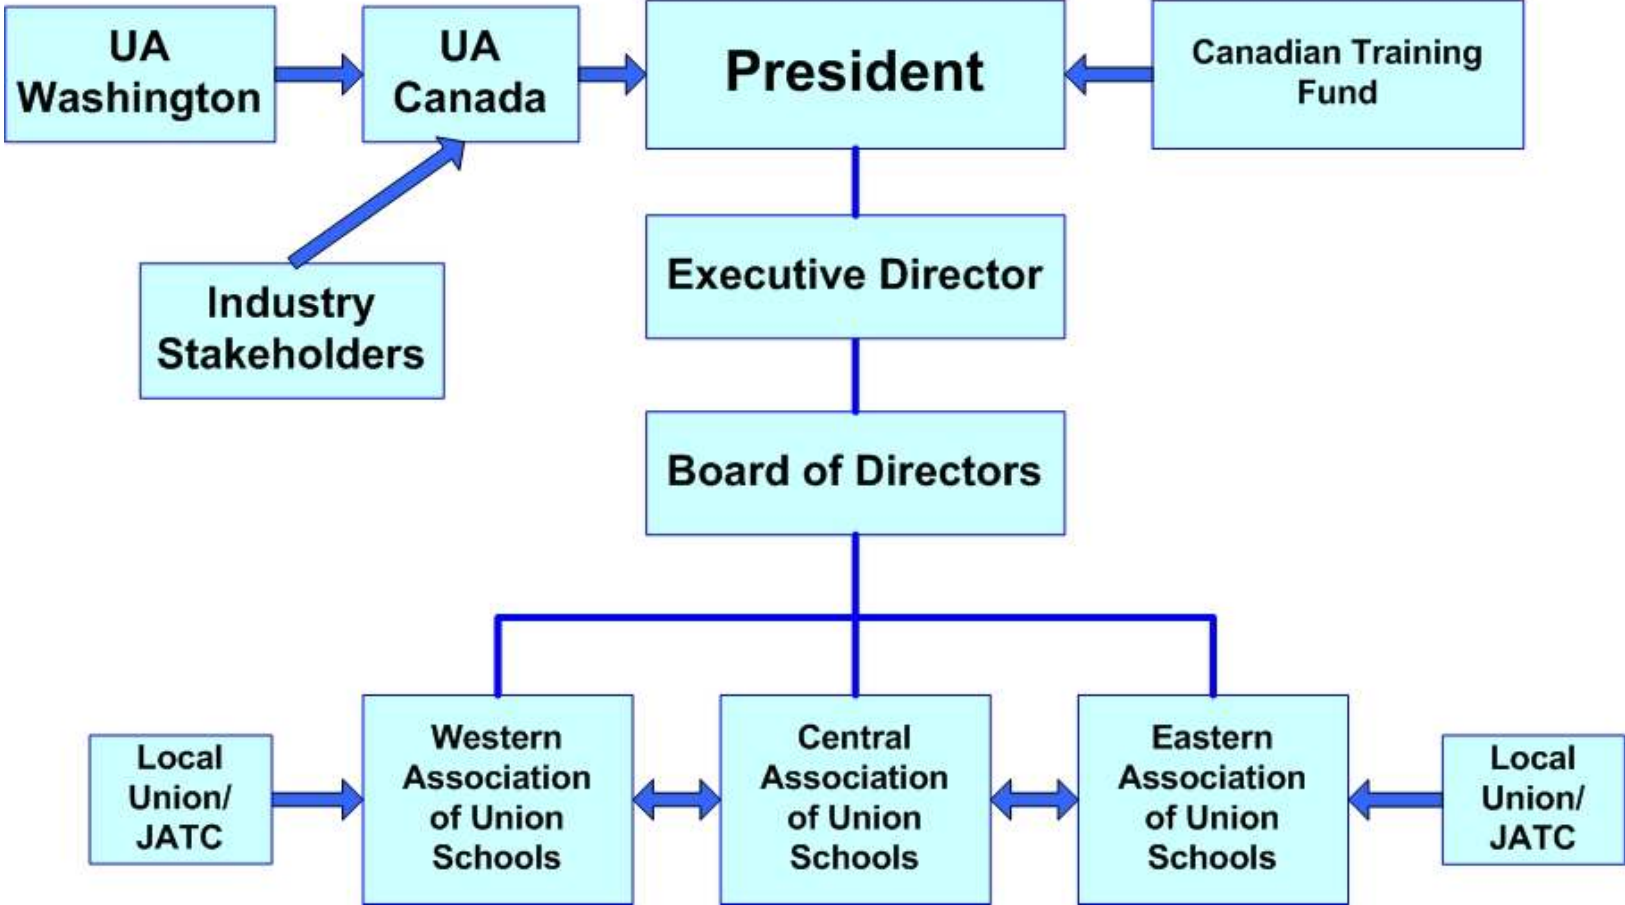 UA
Washington
UA
Canada
President
Canadian Training
Fund
Industry
Stakeholders
Executive Director
Board of Directors
Local
Union/
JATC
Western
Association
of Union
Schools
Central
Association
of Union
Schools
Eastern
Association
of Union
Schools
Local
Union/
JATC